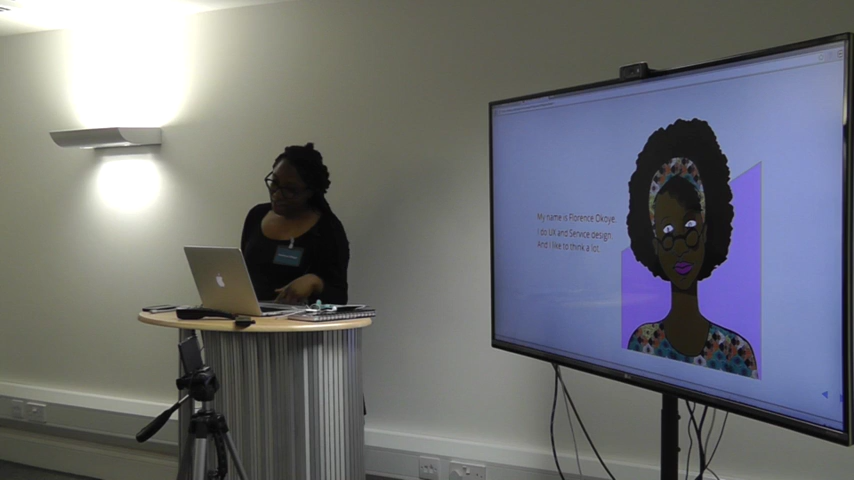 My name is Florence Okoye.
I do UX and Service design.
And I like to think a lot.